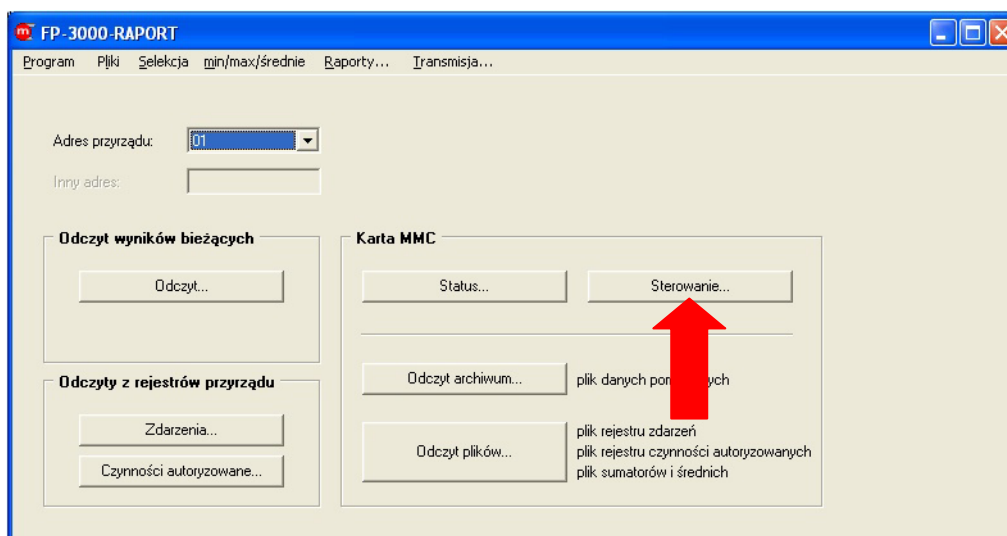 FP-3000-RAPORT
Program Pliki Selekcja min/max/średnie Raporty... Transmisja...
Adres przyrządu: 01
Inny adres:
Odczyt wyników bieżących
Odczyt...
Odczyty z rejestrów przyrządu
Zdarzenia...
Czynności autoryzowane...
Karta MMC
Status... Sterowanie...
Odczyt archiwum... plik danych
Odczyt plików...
plik rejestru zdarzeń
plik rejestru czynności autoryzowanych
plik sumatorów i średnich